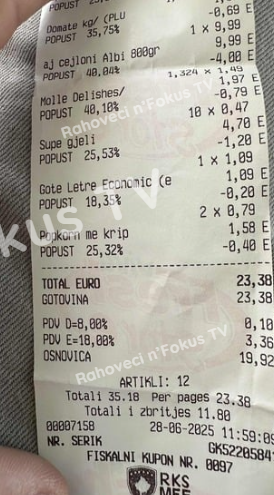 POPUST
-0,69 E
Domate kg/ (PLU
POPUST 35,75%
1 × 9,99
9,99 E
aj cejloni Albi 800gr
-4,00 E
POPUST 40,04%
1,324 × 1,49
1,97 E
Molle Delishes/
-0,79 E
POPUST 40,10%
10 × 0,47
4,70 E
Supe gjeli
-1,20 E
POPUST 25,53%
1 × 1,09
1,09 E
Gote Letre Economic (e
-0,20 E
POPUST 18,35%
2 × 0,79
1,58 E
Popkorn me krip
-0,40 E
POPUST 25,32%
TOTAL EURO 23,38
GOTOVINA 23,38
PDV D=8,00% 0,10
PDV E=18,00% 3,36
OSNOVICA 19,92
ARTIKLI: 12
Totali 35.18 Per pages 23.38
Totali i zbritjes 11.80
00007158 28-06-2025 11:59:09
NR. SERIK GK52205841
FISKALNI KUPON NR. 0097
RKS
MFF
Rahoveci n'Fokus TV
kus TV
Rahoveci n'Fokus TV